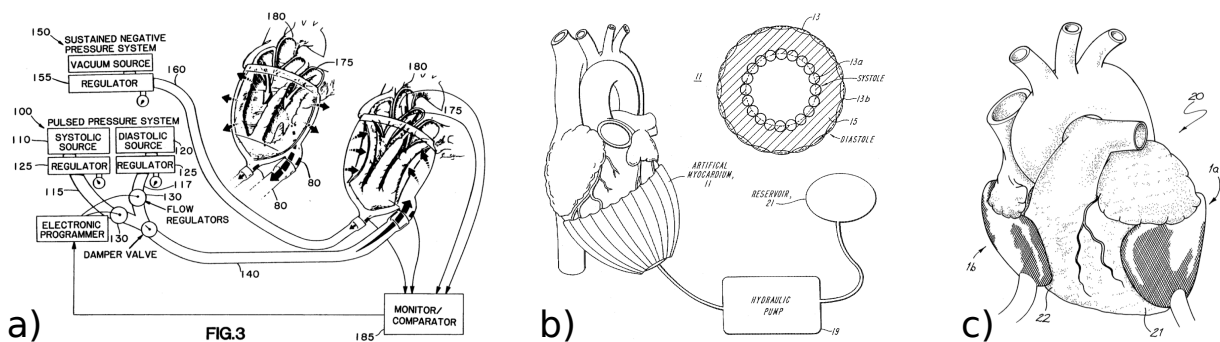 150
SUSTAINED NEGATIVE
PRESSURE SYSTEM
VACUUM SOURCE
155
REGULATOR
160
180
175
180
175
100
PULSED PRESSURE SYSTEM
110
SYSTOLIC
SOURCE
DIASTOLIC
SOURCE
120
125
REGULATOR
REGULATOR
125
115
117
130
FLOW
REGULATORS
ELECTRONIC
PROGRAMMER
130
DAMPER VALVE
80
80
140
MONITOR/
COMPARATOR
185
FIG.3
a)
13
13a
SYSTOLE
11
13b
15
DIASTOLE
ARTIFICAL
MYOCARDIUM,
11
RESERVOIR,
21
HYDRAULIC
PUMP
19
b)
20
1a
1b
22
21
c)